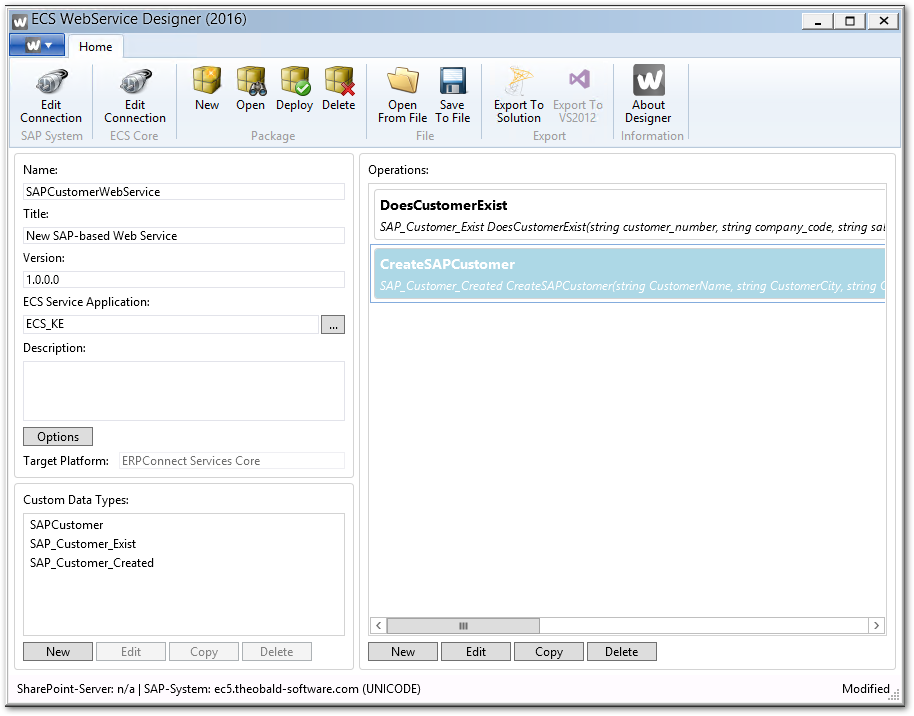 ECS WebService Designer (2016)
Home
Edit Connection
Edit Connection
New
Open
Deploy
Delete
Open From File
Save To File
Export To Solution
Export To VS2012
About Designer
SAP System
ECS Core
Package
File
Export
Information
Name:
SAPCustomerWebService
Title:
New SAP-based Web Service
Version:
1.0.0.0
ECS Service Application:
ECS_KE
...
Description:
Options
Target Platform: ERPConnect Services Core
Custom Data Types:
SAPCustomer
SAP_Customer_Exist
SAP_Customer_Created
New Edit Copy Delete
Operations:
DoesCustomerExist
SAP_Customer_Exist DoesCustomerExist(string customer_number, string company_code, string sal
CreateSAPCustomer
SAP_Customer_Created CreateSAPCustomer(string CustomerName, string CustomerCity, string C
New Edit Copy Delete
SharePoint-Server: n/a | SAP-System: ec5.theobald-software.com (UNICODE)
Modified